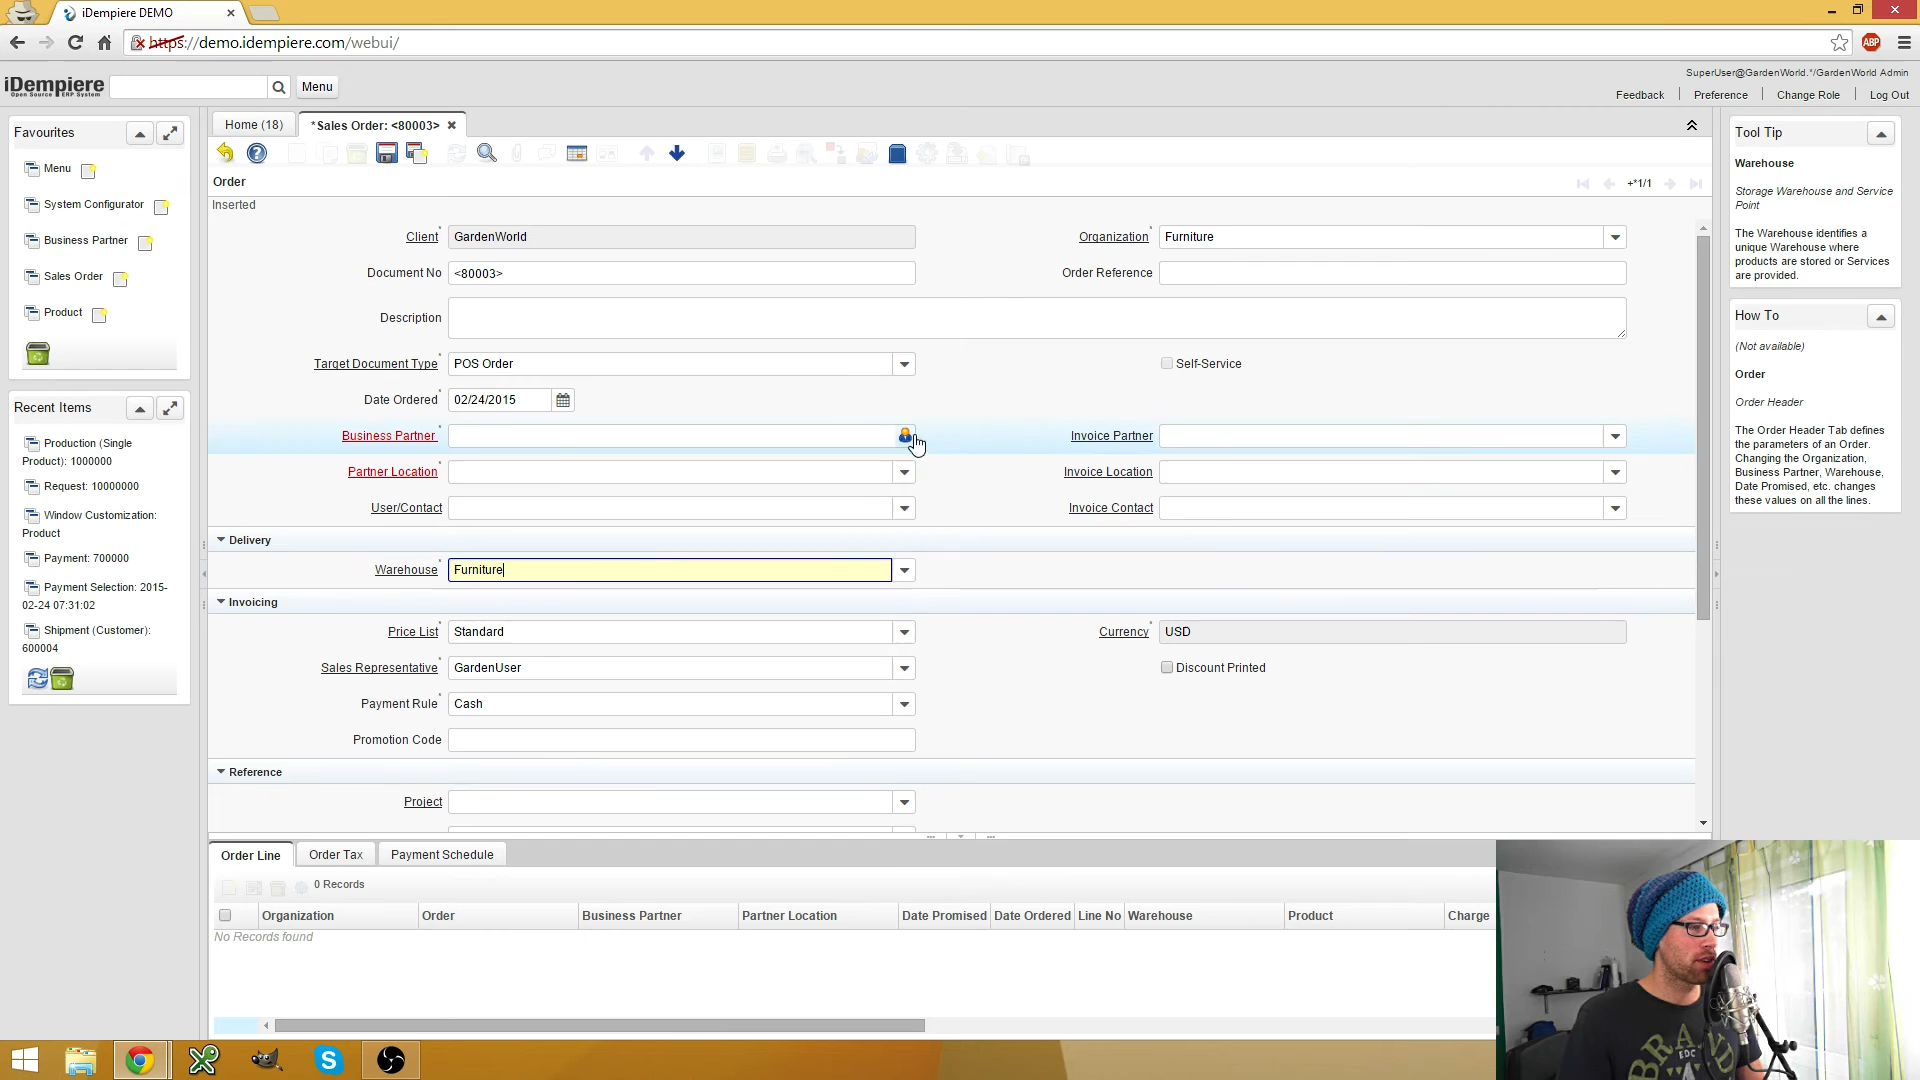 iDempiere DEMO
https://demo.idempiere.com/webui/
ABP
iDempiere
Open Source ERP System
Menu
SuperUser@GardenWorld.*/GardenWorld Admin
Feedback
Preference
Change Role
Log Out
Favourites
Menu
System Configurator
Business Partner
Sales Order
Product
Recent Items
Production (Single
Product): 1000000
Request: 10000000
Window Customization:
Product
Payment: 700000
Payment Selection: 2015-
02-24 07:31:02
Shipment (Customer):
600004
Home (18)
*Sales Order: <80003>
Order
+*1/1
Inserted
Client* GardenWorld
Organization* Furniture
Document No <80003>
Order Reference
Description
Target Document Type* POS Order
Self-Service
Date Ordered* 02/24/2015
Business Partner*
Invoice Partner
Partner Location*
Invoice Location
User/Contact
Invoice Contact
Delivery
Warehouse* Furniture
Invoicing
Price List* Standard
Currency* USD
Sales Representative* GardenUser
Discount Printed
Payment Rule* Cash
Promotion Code
Reference
Project
Order Line
Order Tax
Payment Schedule
0 Records
Organization
Order
Business Partner
Partner Location
Date Promised
Date Ordered
Line No
Warehouse
Product
Charge
No Records found
Tool Tip
Warehouse
Storage Warehouse and Service
Point
The Warehouse identifies a
unique Warehouse where
products are stored or Services
are provided.
How To
(Not available)
Order
Order Header
The Order Header Tab defines
the parameters of an Order.
Changing the Organization,
Business Partner, Warehouse,
Date Promised, etc. changes
these values on all the lines.
BRAND
EDC